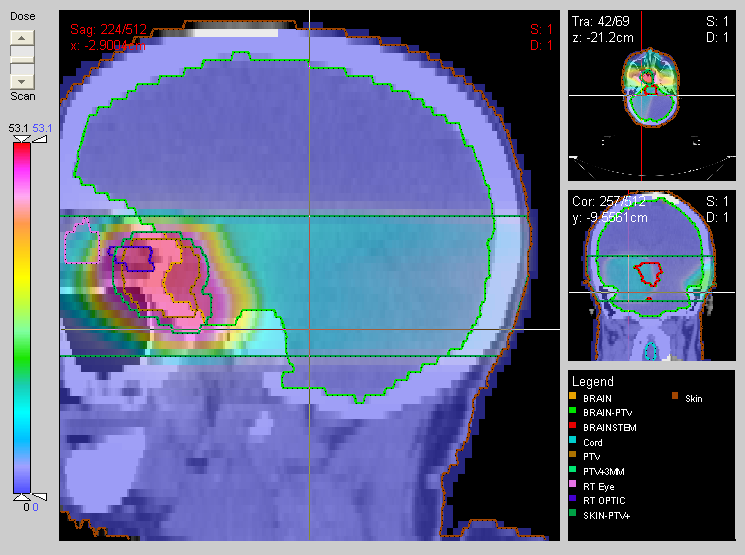 Dose
Scan
53.1 53.1
0 0
Sag: 224/512 S: 1
x: -2.9004cm D: 1
Tra: 42/69 S: 1
z: -21.2cm D: 1
Cor: 257/512 S: 1
y: -9.5561cm D: 1
Legend
BRAIN Skin
BRAIN-PTV
BRAINSTEM
Cord
PTV
PTV+3MM
RT Eye
RT OPTIC
SKIN-PTV+